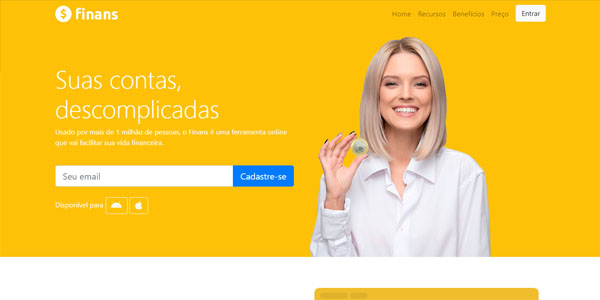 finans
Home Recursos Benefícios Preço Entrar
Suas contas,
descomplicadas
Usado por mais de 1 milhão de pessoas, o Finans é uma ferramenta online
que vai facilitar sua vida financeira.
Seu email Cadastre-se
Disponível para